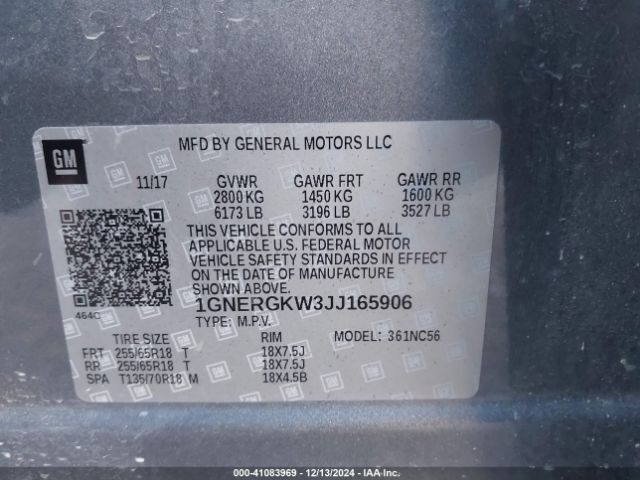 MFD BY GENERAL MOTORS LLC
GM
11/17 GVWR GAWR FRT GAWR RR
2800 KG 1450 KG 1600 KG
6173 LB 3196 LB 3527 LB
THIS VEHICLE CONFORMS TO ALL
APPLICABLE U.S. FEDERAL MOTOR
VEHICLE SAFETY STANDARDS IN EFFECT
ON THE DATE OF MANUFACTURE
SHOWN ABOVE.
1GNERGKW3JJ165906
464C
TYPE: M.P.V.
TIRE SIZE RIM MODEL: 361NC56
FRT 255/65R18 T 18X7.5J
RR 255/65R18 T 18X7.5J
SPA T135/70R18 M 18X4.5B
000-41083969 - 12/13/2024 - COPYRIGHT IAA, LLC.